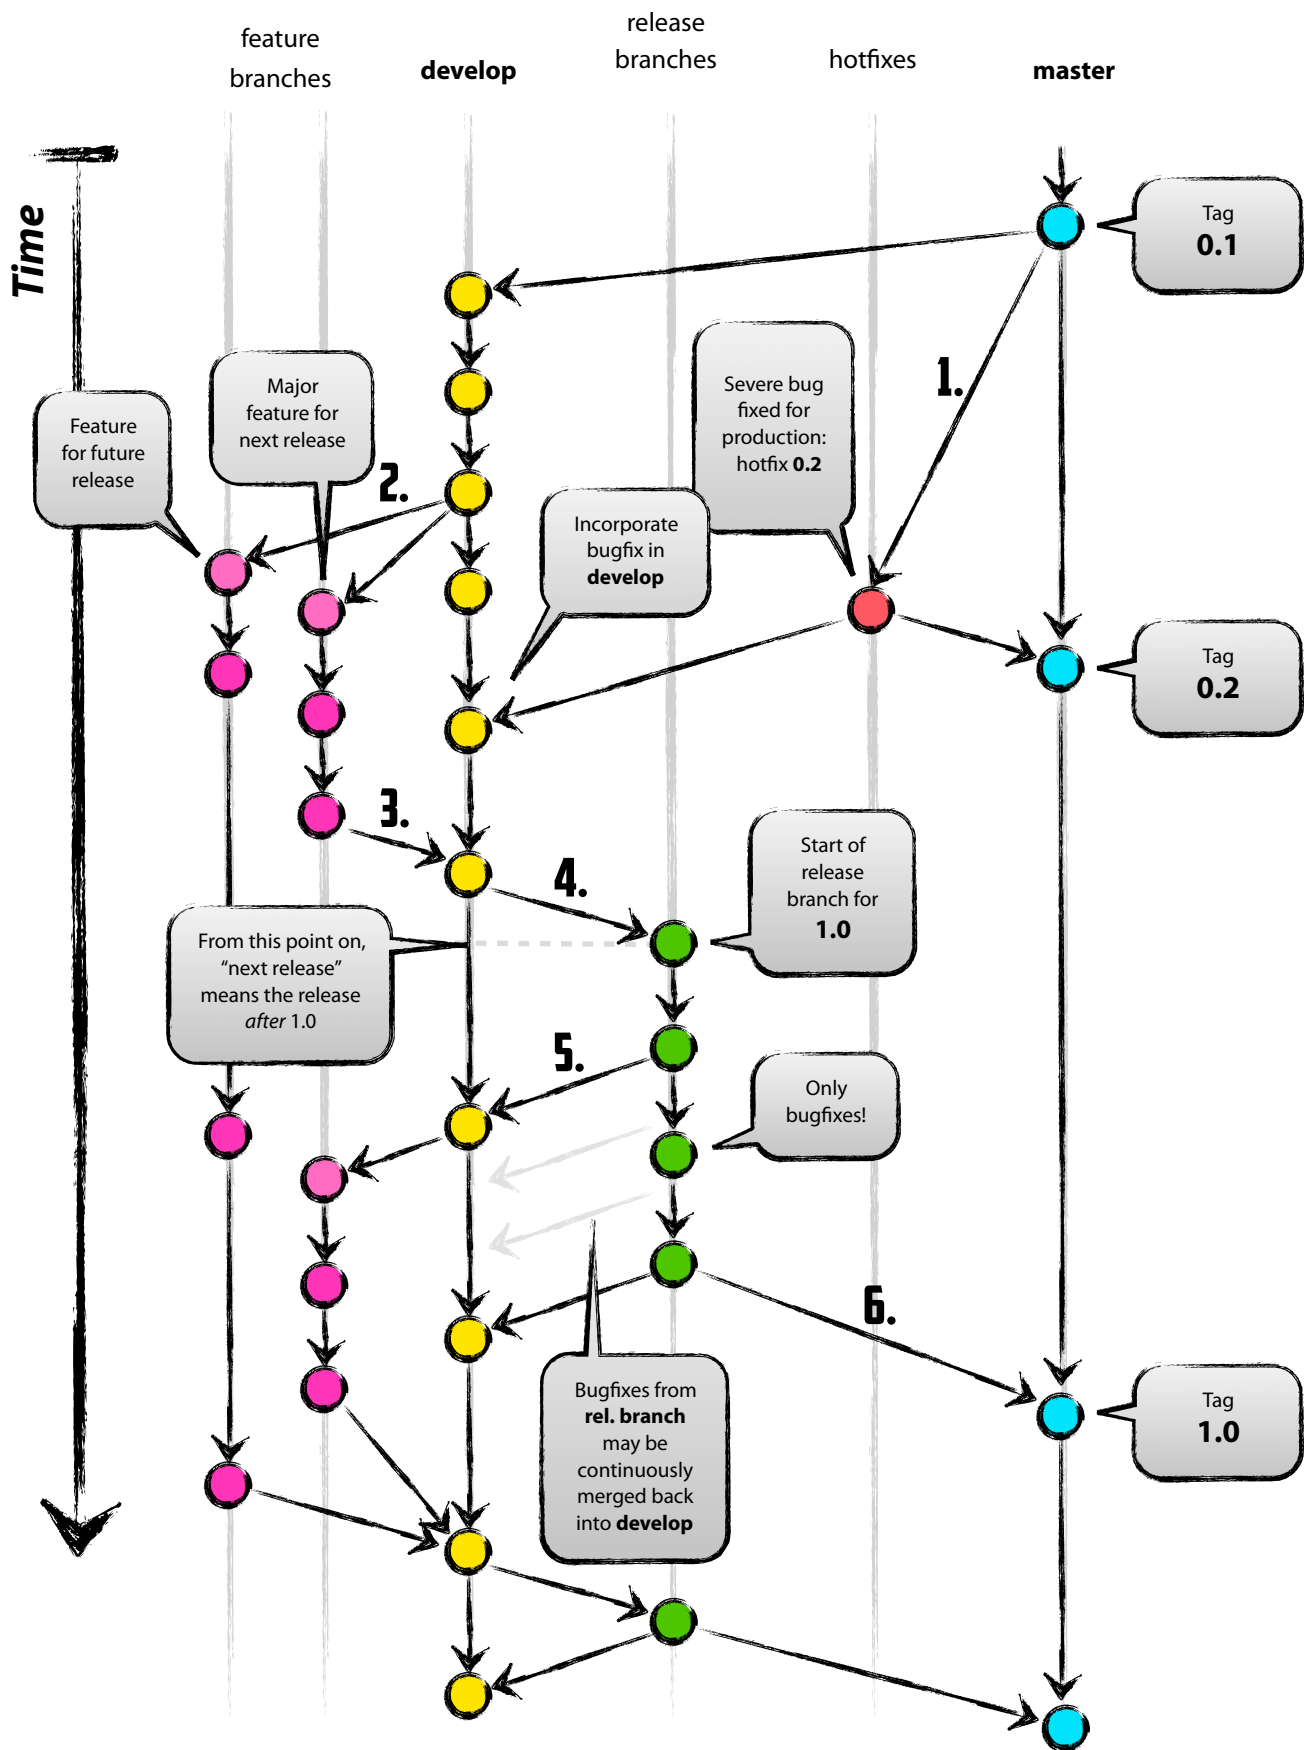 feature
branches
develop
release
branches
hotfixes
master
Time
Tag
0.1
1.
Major
feature for
next release
Feature
for future
release
Severe bug
fixed for
production:
hotfix 0.2
2.
Incorporate
bugfix in
develop
Tag
0.2
3.
4.
Start of
release
branch for
1.0
From this point on,
“next release”
means the release
after 1.0
5.
Only
bugfixes!
6.
Bugfixes from
rel. branch
may be
continuously
merged back
into develop
Tag
1.0